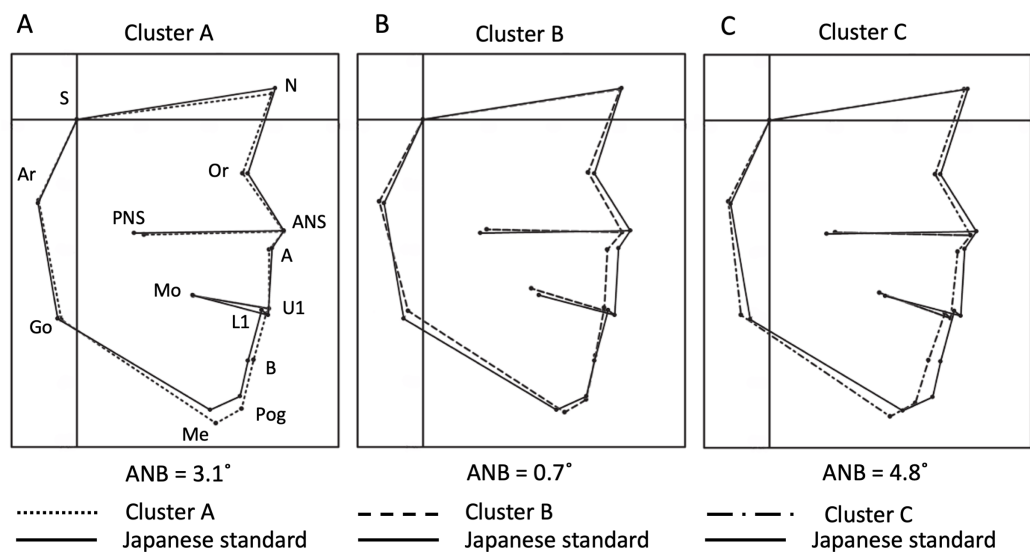 A
Cluster A
B
Cluster B
C
Cluster C
S
N
Ar
Or
PNS
ANS
A
Mo
U1
L1
Go
B
Pog
Me
ANB = 3.1˚
ANB = 0.7˚
ANB = 4.8˚
Cluster A
Cluster B
Cluster C
Japanese standard
Japanese standard
Japanese standard